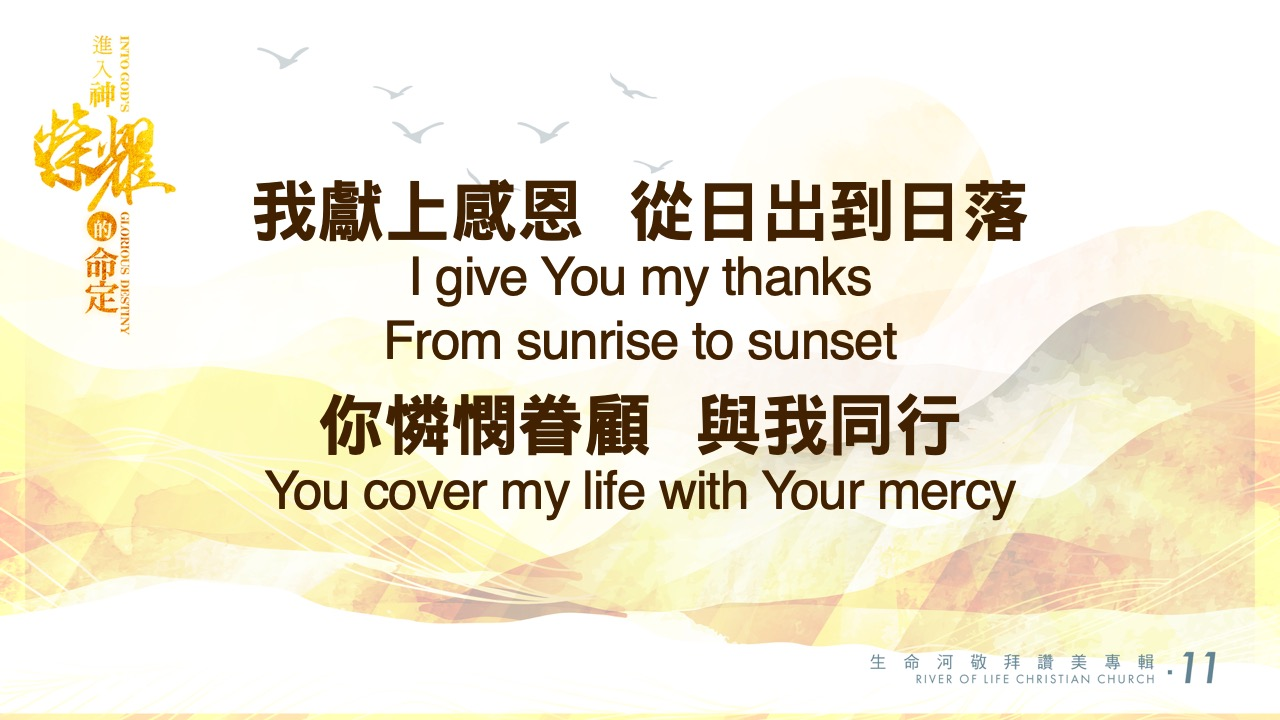 進入神
榮耀
的
命定
INTO GOD'S
GLORIOUS DESTINY
我獻上感恩 從日出到日落
I give You my thanks
From sunrise to sunset
你憐憫眷顧 與我同行
You cover my life with Your mercy
生命河敬拜讚美專輯
RIVER OF LIFE CHRISTIAN CHURCH
·11